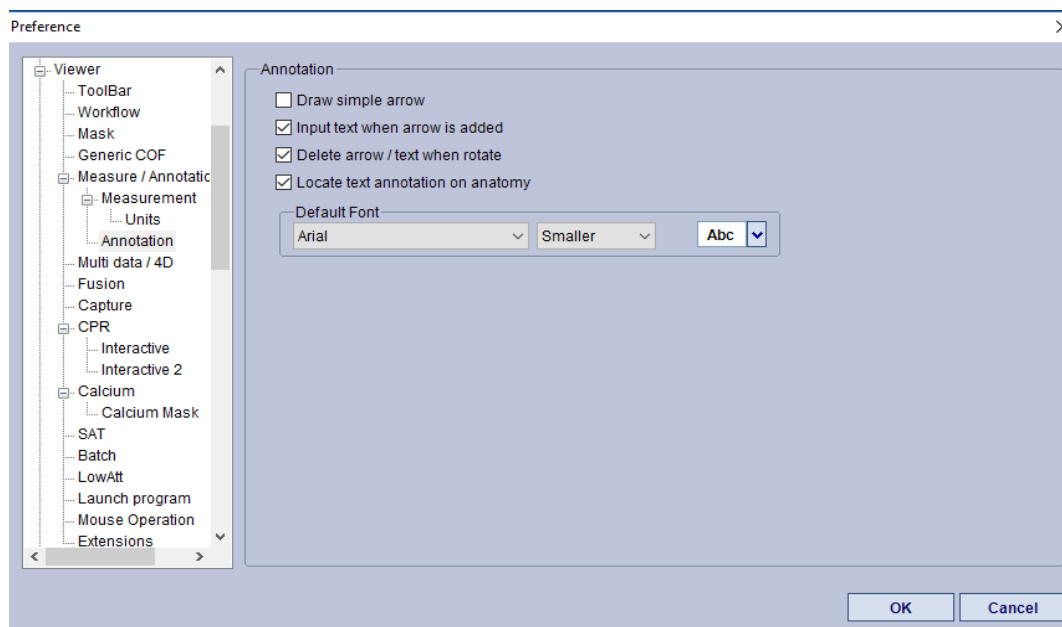 Preference
Viewer
ToolBar
Workflow
Mask
Generic COF
Measure / Annotatic
Measurement
Units
Annotation
Multi data / 4D
Fusion
Capture
CPR
Interactive
Interactive 2
Calcium
Calcium Mask
SAT
Batch
LowAtt
Launch program
Mouse Operation
Extensions
Annotation
Draw simple arrow
Input text when arrow is added
Delete arrow / text when rotate
Locate text annotation on anatomy
Default Font
Arial
Smaller
Abc
OK
Cancel